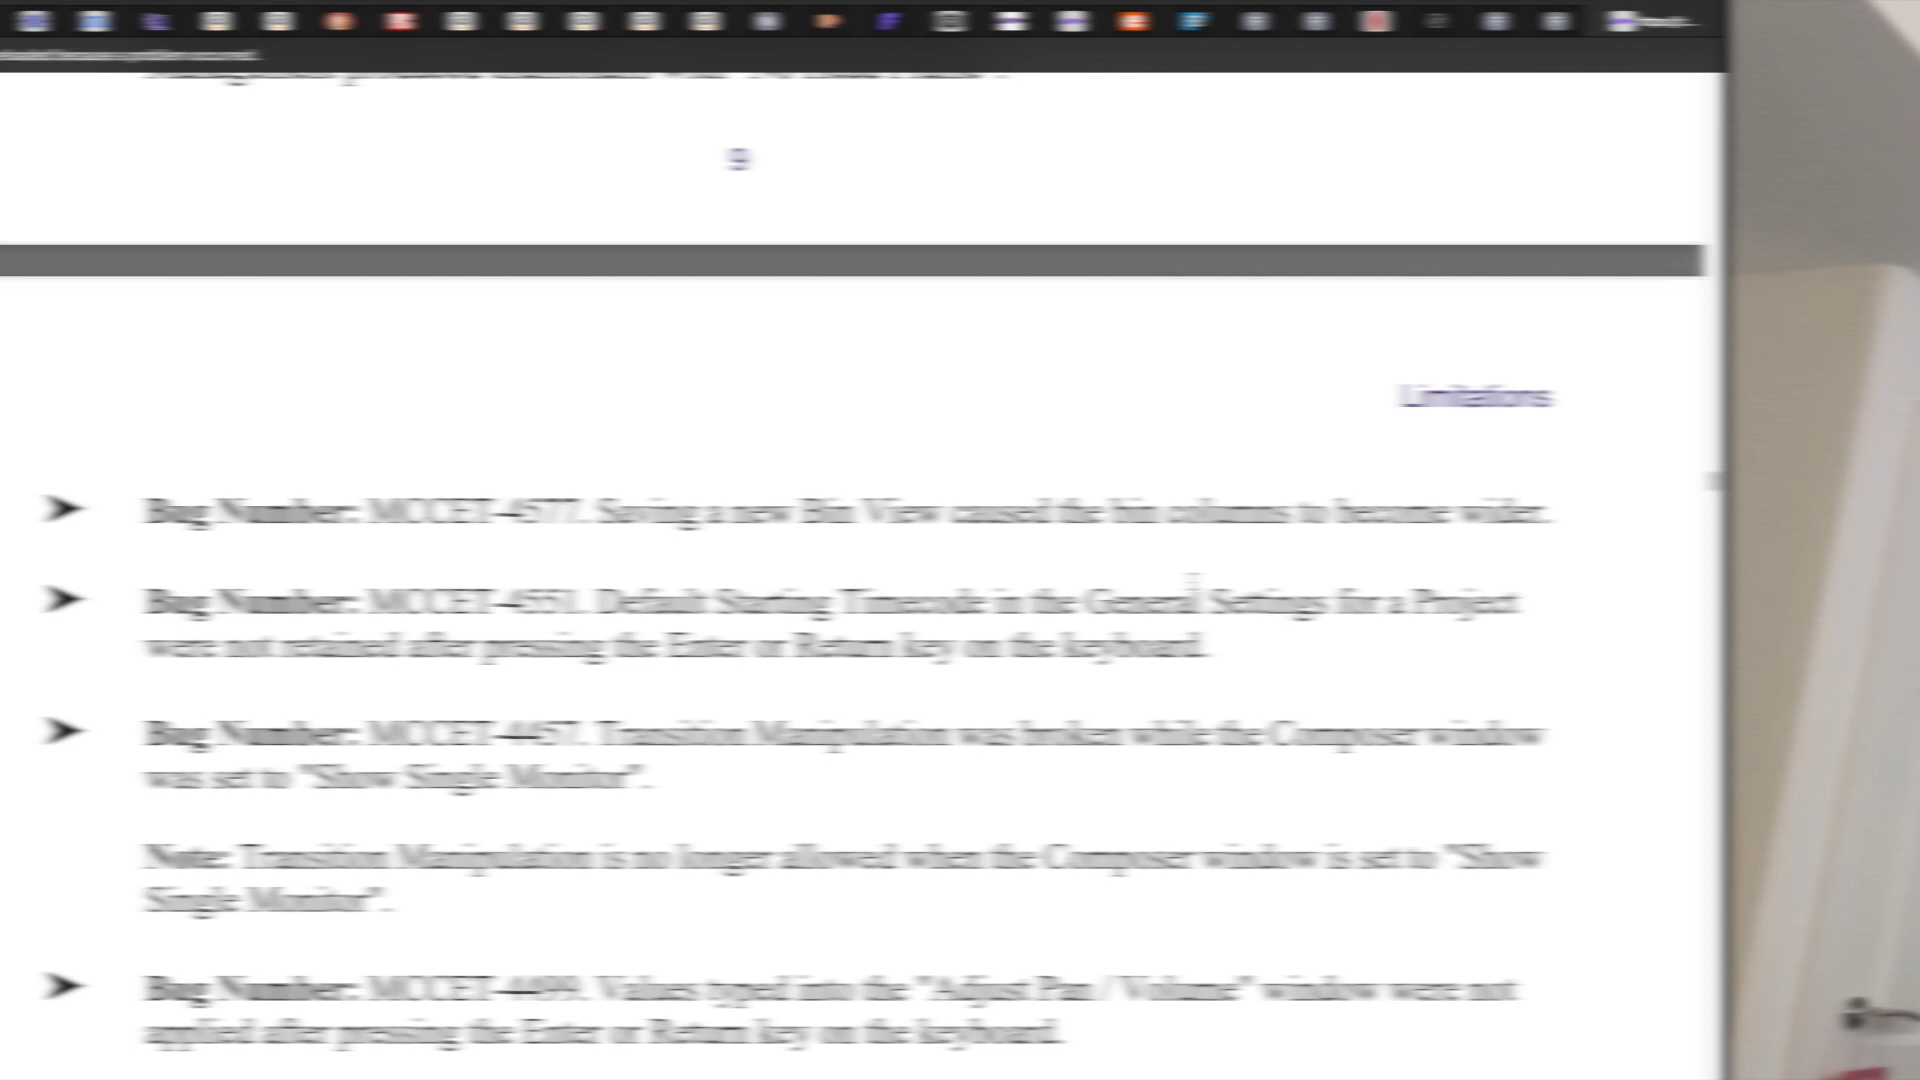 9
Limitations
Bug Number: MCCET-4577. Saving a new Bin View caused the bin columns to become wider.
Bug Number: MCCET-4551. Default Starting Timecode in the General Settings for a Project
were not retained after pressing the Enter or Return key on the keyboard.
Bug Number: MCCET-4457. Transition Manipulation was broken while the Composer window
was set to "Show Single Monitor".
Note: Transition Manipulation is no longer allowed when the Composer window is set to "Show
Single Monitor".
Bug Number: MCCET-4499. Values typed into the "Adjust Pan / Volume" window were not
applied after pressing the Enter or Return key on the keyboard.